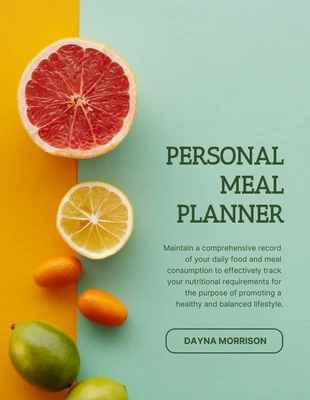 PERSONAL
MEAL
PLANNER
Maintain a comprehensive record
of your daily food and meal
consumption to effectively track
your nutritional requirements for
the purpose of promoting a
healthy and balanced lifestyle.
DAYNA MORRISON